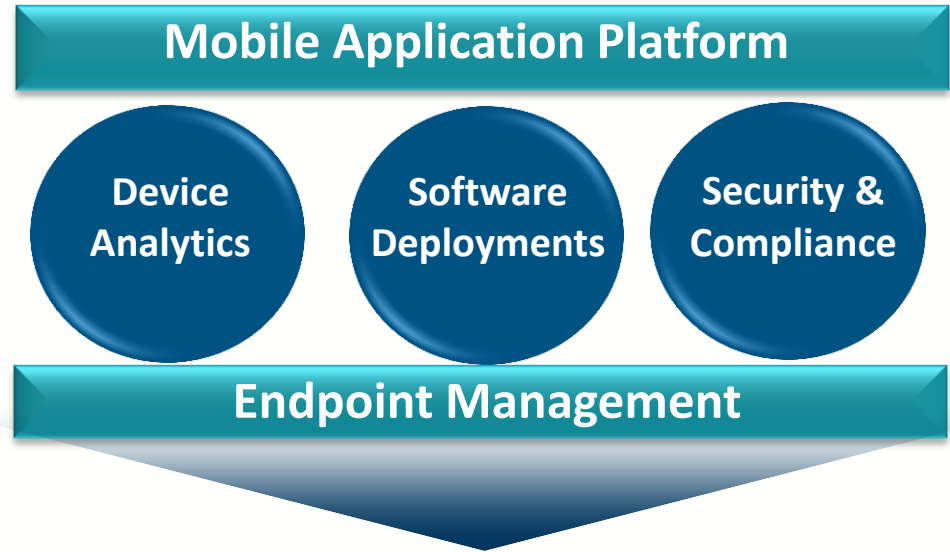 Mobile Application Platform
Device
Analytics
Software
Deployments
Security &
Compliance
Endpoint Management